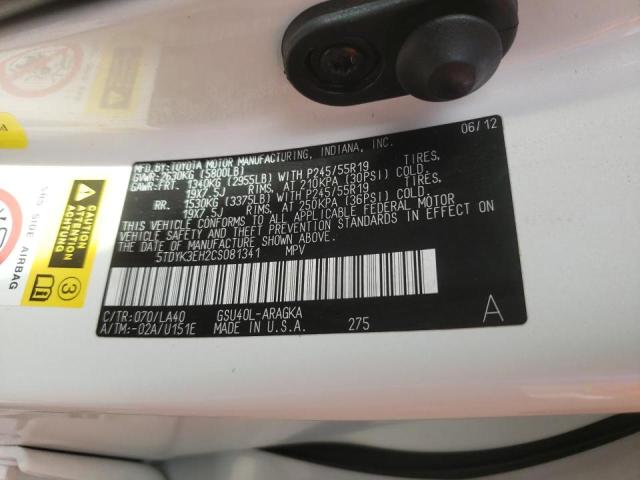 06/12
MFD.BY:TOYOTA MOTOR MANUFACTURING, INDIANA, INC.
GVWR:2630KG (5800LB)
GAWR:FRT. 1340KG (2955LB) WITH P245/55R19 TIRES,
19X7.5J RIMS, AT 210KPA (30PSI) COLD.
RR. 1530KG (3375LB) WITH P245/55R19 TIRES,
19X7.5J RIMS, AT 250KPA (36PSI) COLD.
THIS VEHICLE CONFORMS TO ALL APPLICABLE FEDERAL MOTOR
VEHICLE SAFETY AND THEFT PREVENTION STANDARDS IN EFFECT ON
THE DATE OF MANUFACTURE SHOWN ABOVE.
5TDYK3EH2CS081341 MPV
C/TR:070/LA40 GSU40L-ARAGKA
A/TM:-02A/U151E MADE IN U.S.A. 275
A
SRS SIDE AIRBAG
CAUTION
ACHTUNG
3